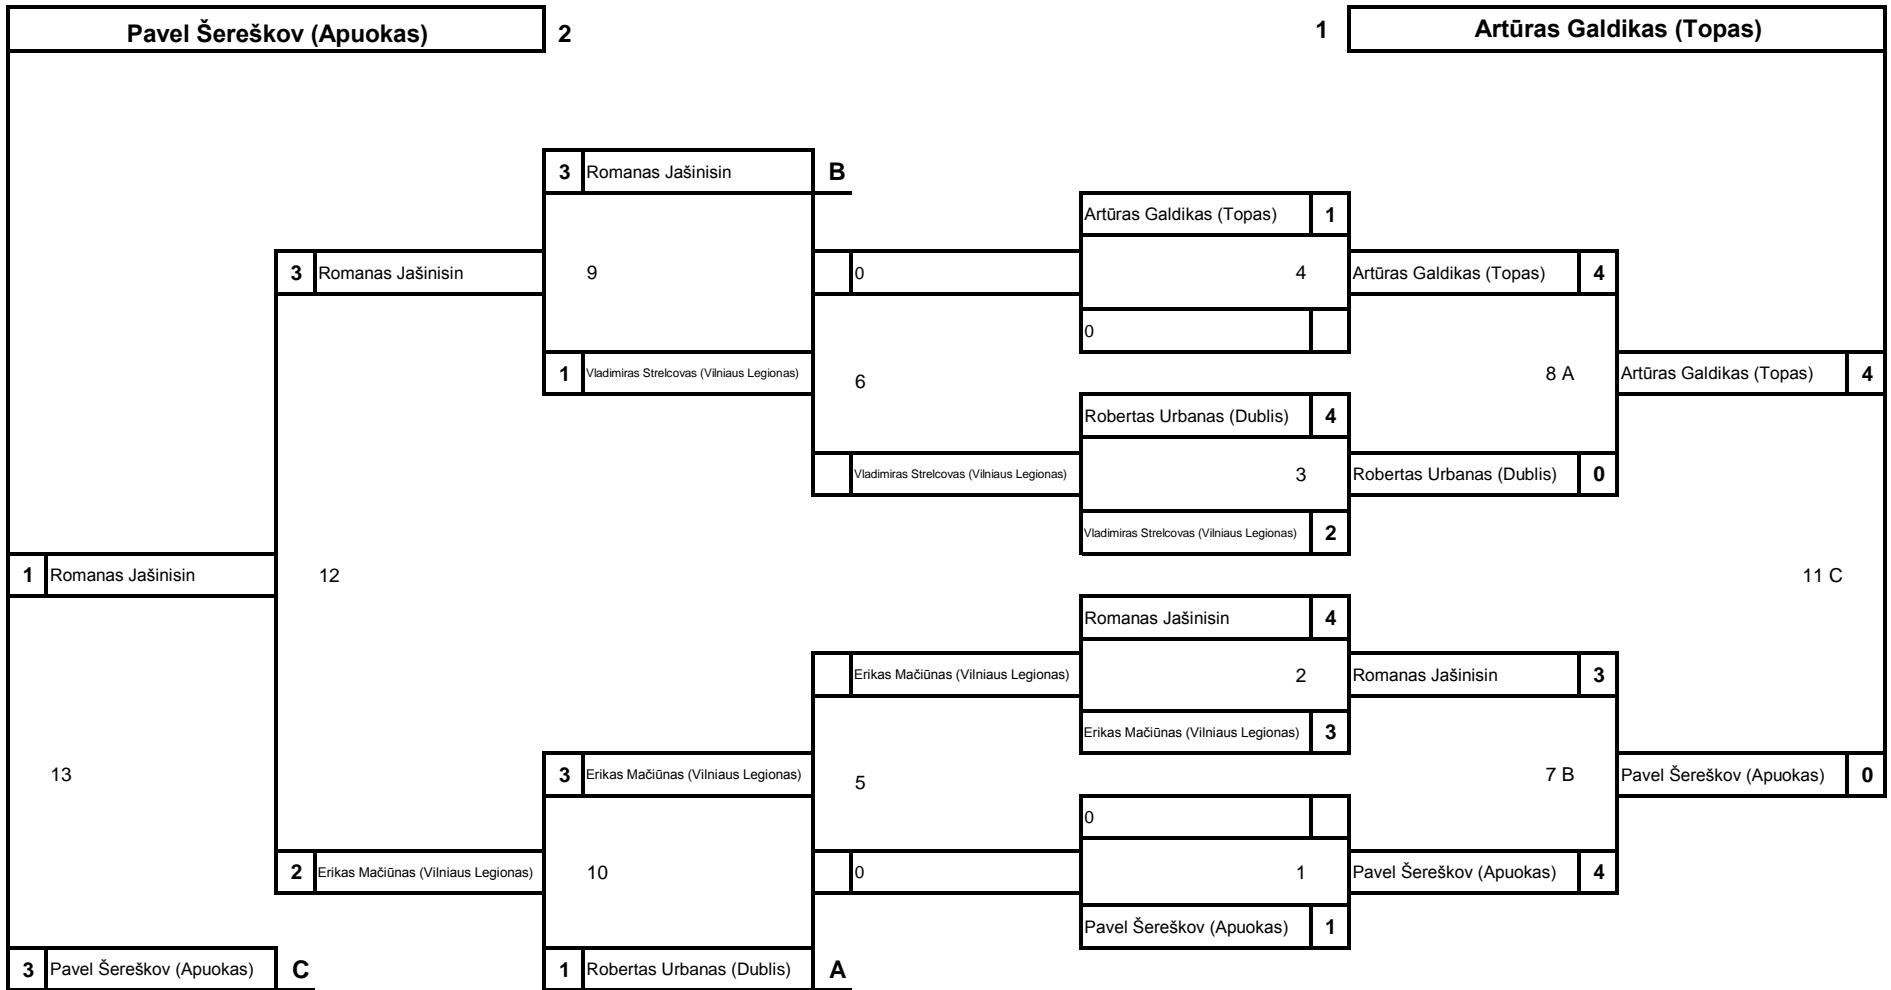 Pavel Šereškov (Apuokas) 2 1 Artūras Galdikas (Topas)
3 Romanas Jašinisin B
Artūras Galdikas (Topas) 1
3 Romanas Jašinisin 9 0 4 Artūras Galdikas (Topas) 4
0
1 Vladimiras Strelcovas (Vilniaus Legionas) 6 8 A Artūras Galdikas (Topas) 4
Robertas Urbanas (Dublis) 4
Vladimiras Strelcovas (Vilniaus Legionas) 3 Robertas Urbanas (Dublis) 0
Vladimiras Strelcovas (Vilniaus Legionas) 2
1 Romanas Jašinisin 12 11 C
Romanas Jašinisin 4
Erikas Mačiūnas (Vilniaus Legionas) 2 Romanas Jašinisin 3
Erikas Mačiūnas (Vilniaus Legionas) 3
13 3 Erikas Mačiūnas (Vilniaus Legionas) 5 7 B Pavel Šereškov (Apuokas) 0
0
2 Erikas Mačiūnas (Vilniaus Legionas) 10 0 1 Pavel Šereškov (Apuokas) 4
Pavel Šereškov (Apuokas) 1
3 Pavel Šereškov (Apuokas) C 1 Robertas Urbanas (Dublis) A